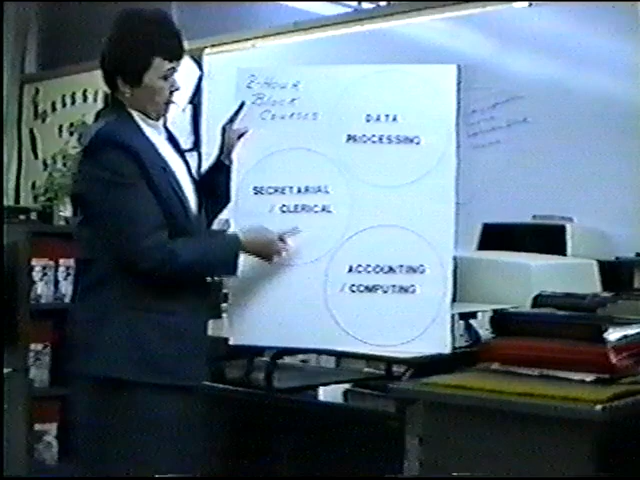 2-Hour
Block
Courses
DATA
PROCESSING
SECRETARIAL
/ CLERICAL
ACCOUNTING
/ COMPUTING